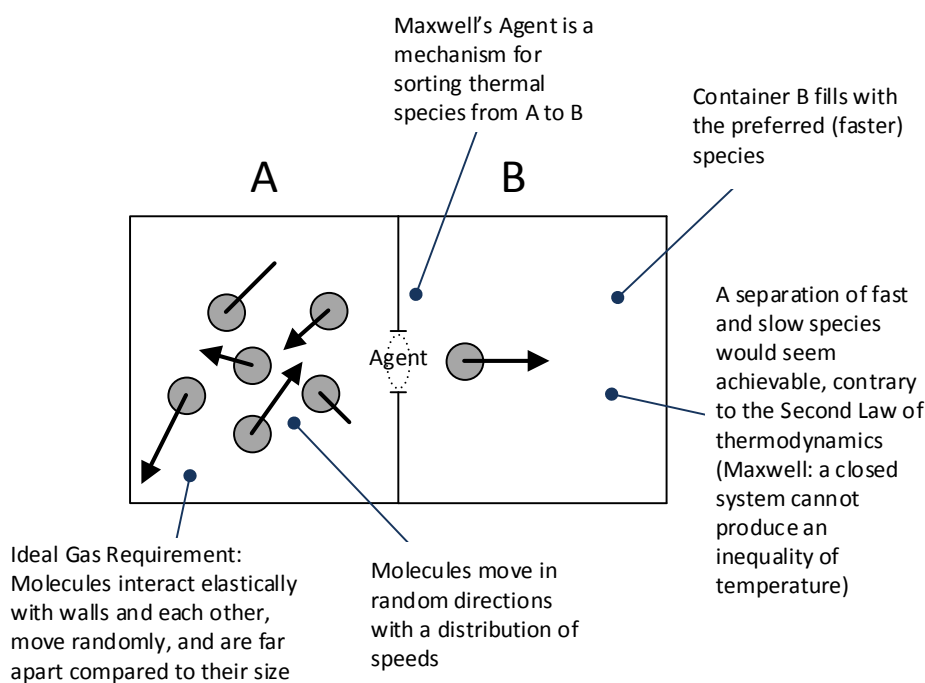 Maxwell’s Agent is a
mechanism for
sorting thermal
species from A to B
Container B fills with
the preferred (faster)
species
A
B
A separation of fast
and slow species
would seem
achievable, contrary
to the Second Law of
thermodynamics
(Maxwell: a closed
system cannot
produce an
inequality of
temperature)
Agent
Ideal Gas Requirement:
Molecules interact elastically
with walls and each other,
move randomly, and are far
apart compared to their size
Molecules move in
random directions
with a distribution of
speeds